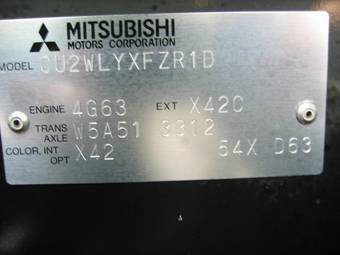 MITSUBISHI
MOTORS CORPORATION
MODEL CU2WLYXFZR1D
ENGINE 4G63 EXT X42C
TRANS AXLE W5A51 3312
COLOR, INT OPT X42 54X D63